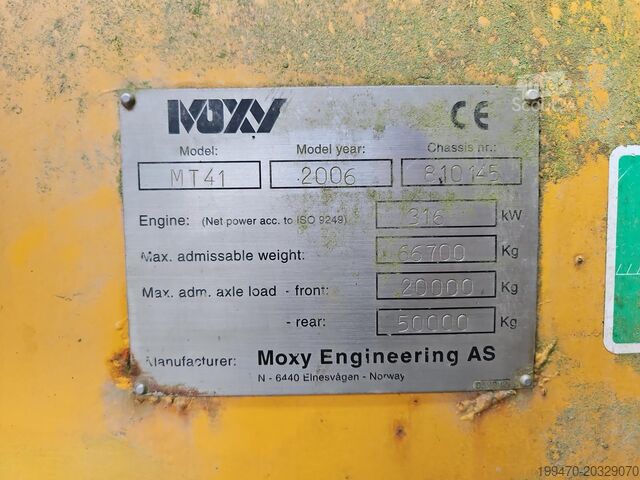 MOXY CE
Model: Model year: Chassis nr.:
MT41 2006 810145
Engine: (Net power acc. to ISO 9249) 316 kW
Max. admissable weight: 66700 Kg
Max. adm. axle load - front: 20000 Kg
- rear: 50000 Kg
Manufacturer: Moxy Engineering AS
N - 6440 Elnesvågen - Norway
199470-20329070